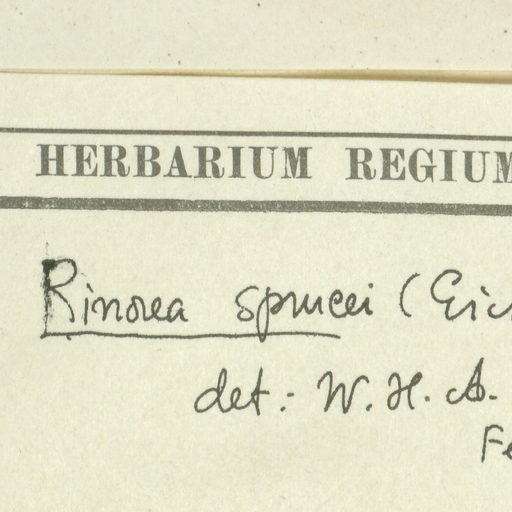 HERBARIUM REGIUM
Rinorea sprucei (Eic
det.: W. H. A.
Fe